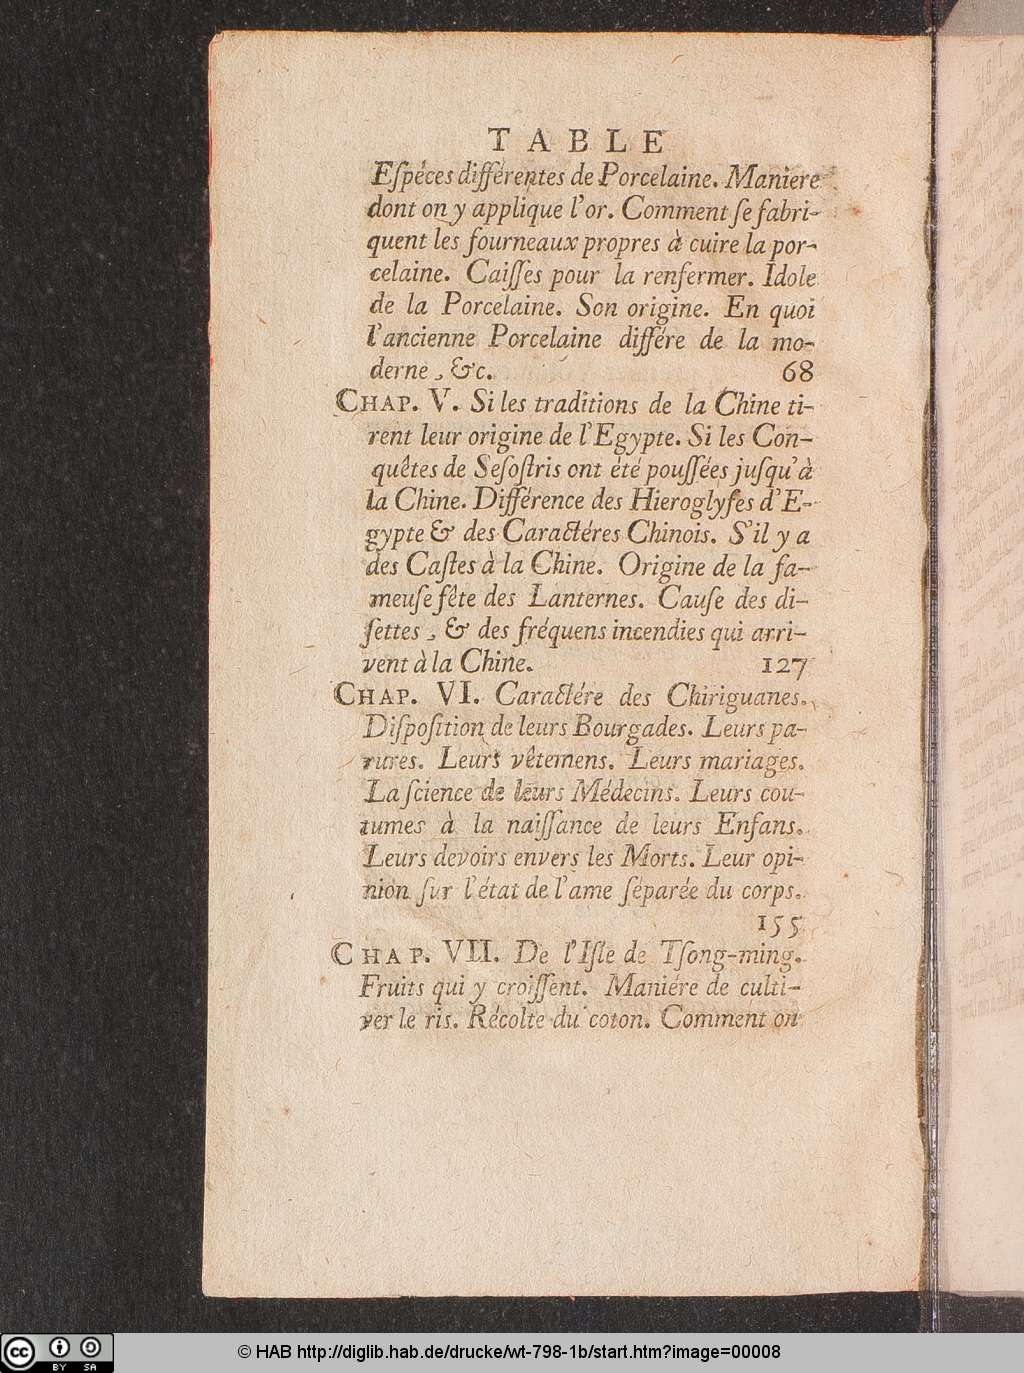 TABLE
Eſpéces différentes de Porcelaine. Maniere
dont on y applique l'or. Comment ſe fabri-
quent les fourneaux propres à cuire la por-
celaine. Caiſſes pour la renfermer. Idole
de la Porcelaine. Son origine. En quoi
l'ancienne Porcelaine différe de la mo-
derne, &c. 68
CHAP. V. Si les traditions de la Chine ti-
rent leur origine de l'Egypte. Si les Con-
quêtes de Seſoſtris ont été pouſſées juſqu'à
la Chine. Différence des Hieroglyfes d'E-
gypte & des Caractéres Chinois. S'il y a
des Caſtes à la Chine. Origine de la fa-
meuſe fête des Lanternes. Cauſe des di-
ſettes, & des fréquens incendies qui arri-
vent à la Chine. 127
CHAP. VI. Caractére des Chiriguanes.
Diſpoſition de leurs Bourgades. Leurs pa-
rures. Leurs vêtemens. Leurs mariages.
La ſcience de leurs Médecins. Leurs cou-
tumes à la naiſſance de leurs Enfans.
Leurs devoirs envers les Morts. Leur opi-
nion ſur l'état de l'ame ſéparée du corps.
155
CHAP. VII. De l'Iſle de Tſong-ming.
Fruits qui y croiſſent. Maniére de culti-
ver le ris. Récolte du coton. Comment on
cc BY SA
© HAB http://diglib.hab.de/drucke/wt-798-1b/start.htm?image=00008